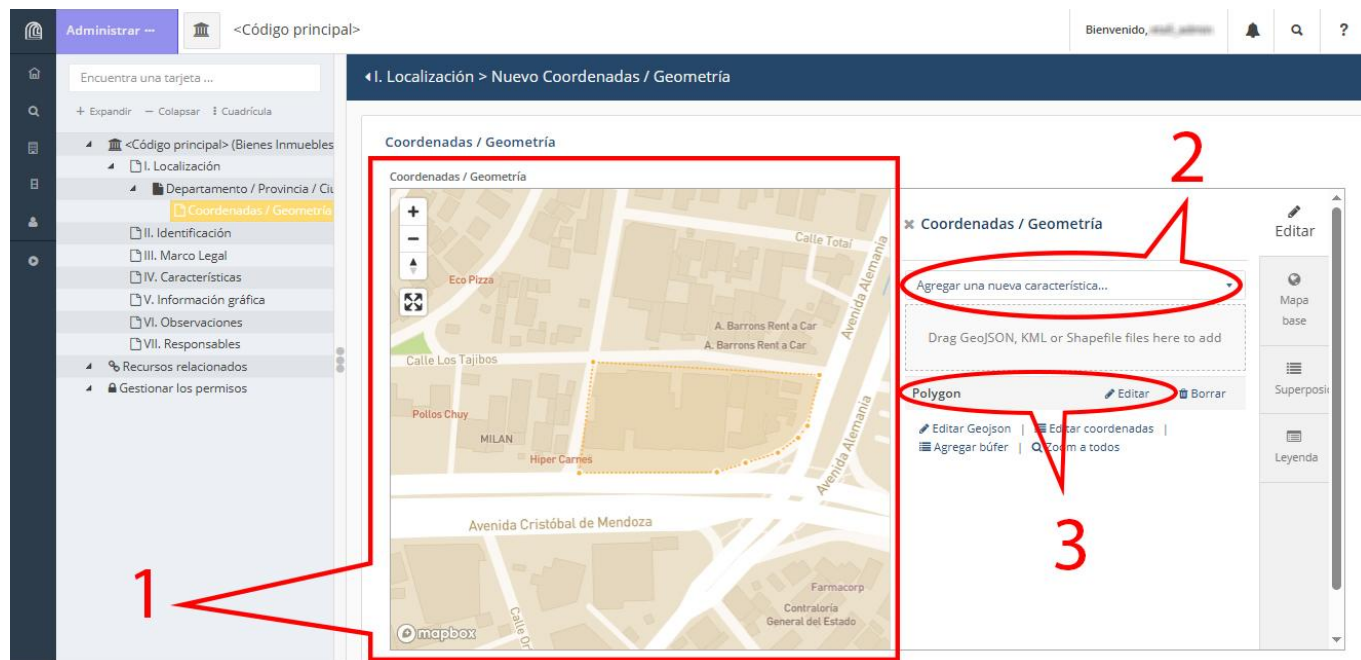 Administrar ···
<Código principal>
Bienvenido,
?
Encuentra una tarjeta ...
+ Expandir − Colapsar Cuadrícula
<Código principal> (Bienes Inmuebles
I. Localización
Departamento / Provincia / Ciu
Coordenadas / Geometría
II. Identificación
III. Marco Legal
IV. Características
V. Información gráfica
VI. Observaciones
VII. Responsables
Recursos relacionados
Gestionar los permisos
I. Localización > Nuevo Coordenadas / Geometría
Coordenadas / Geometría
Coordenadas / Geometría
+
−
Calle Totaí
Eco Pizza
Avenida Alemania
A. Barrons Rent a Car
A. Barrons Rent a Car
Calle Los Tajibos
Pollos Chuy
MILAN
Hiper Carnes
Avenida Alemania
Avenida Alemania
Avenida Cristóbal de Mendoza
Farmacorp
Contraloría
General del Estado
Calle Or
mapbox
Coordenadas / Geometría
Agregar una nueva característica...
Drag GeoJSON, KML or Shapefile files here to add
Polygon Editar Borrar
Editar Geojson | Editar coordenadas |
Agregar búfer | Zoom a todos
Editar
Mapa
base
Superposic
Leyenda
1
2
3